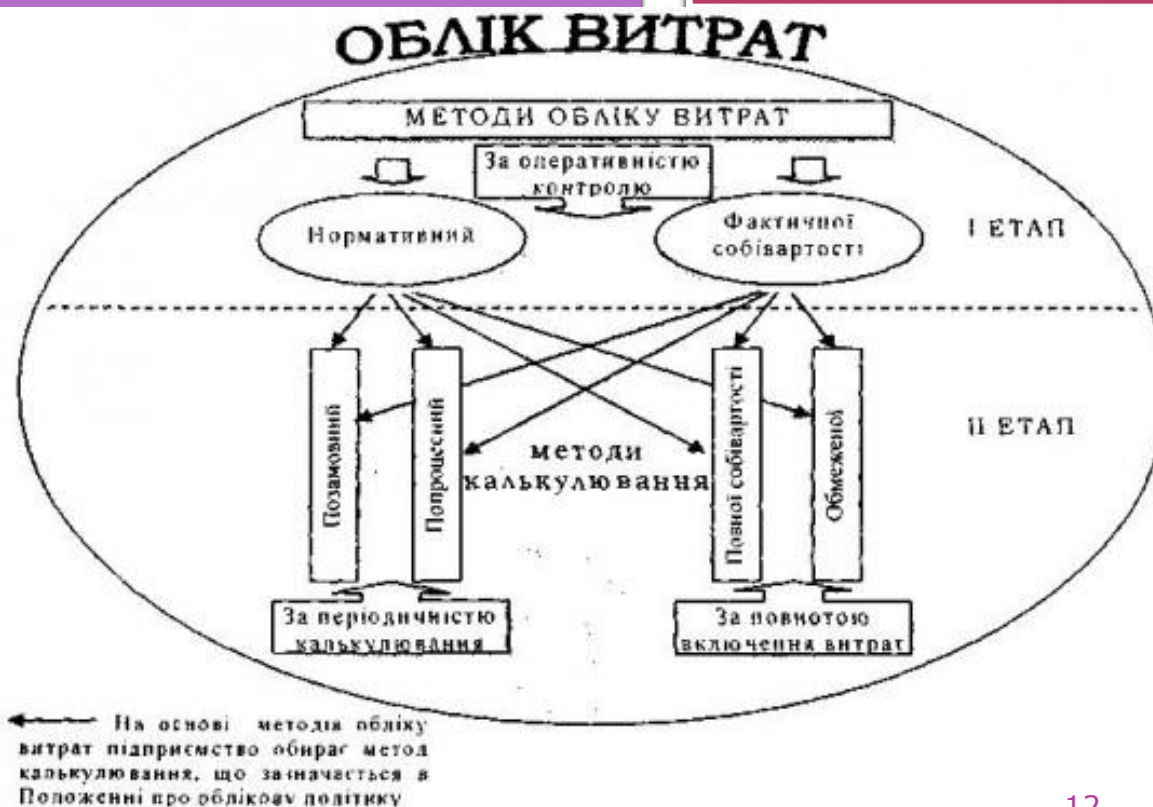 ОБЛІК ВИТРАТ
МЕТОДИ ОБЛІКУ ВИТРАТ
За оперативністю
контролю
Нормативний
Фактичної
собівартості
І ЕТАП
Позамовний
Попроцесний
методи
калькулювання
Повної собівартості
Обмеженої
ІІ ЕТАП
За періодичністю
калькулювання
За повнотою
включення витрат
На основі методів обліку
витрат підприємство обирає метод
калькулювання, що зазначається в
Положенні про облікову політику
12